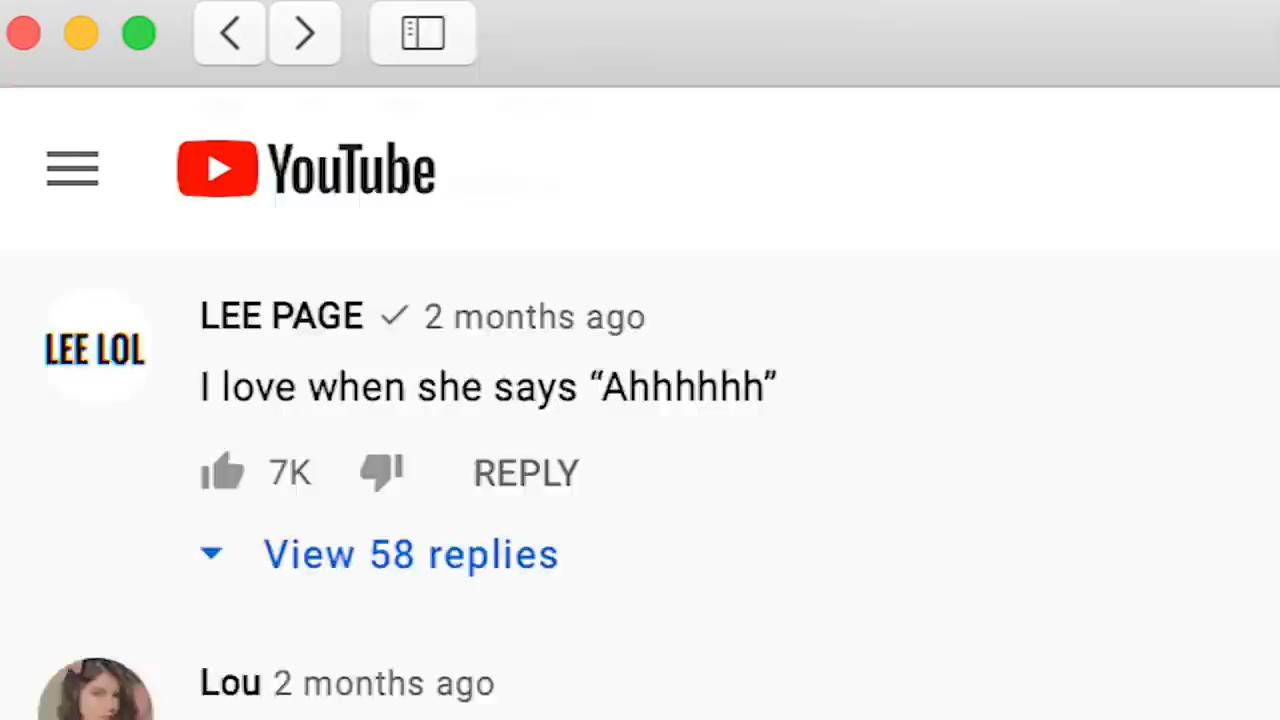 YouTube
LEE LOL
LEE PAGE 2 months ago
I love when she says “Ahhhhhh”
7K REPLY
View 58 replies
Lou 2 months ago